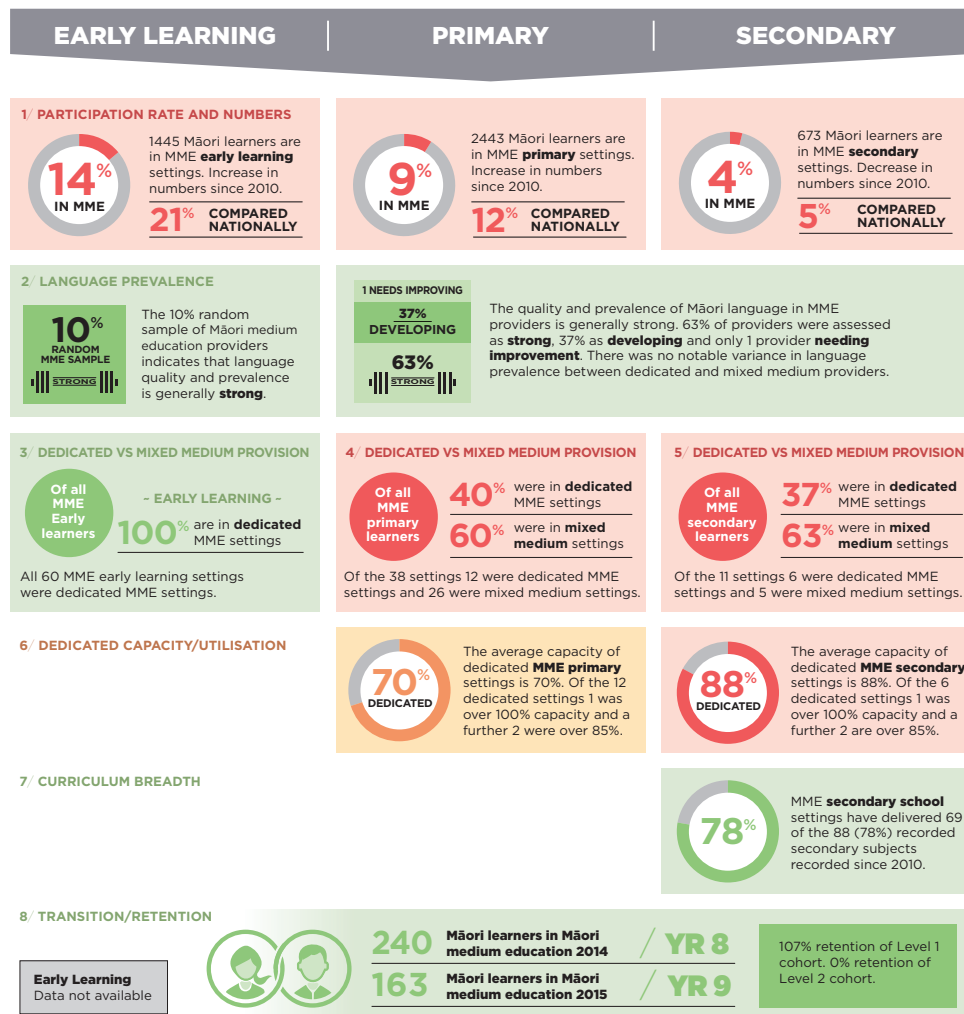 EARLY LEARNING
PRIMARY
SECONDARY
1/ PARTICIPATION RATE AND NUMBERS
14%
IN MME
1445 Māori learners are
in MME early learning
settings. Increase in
numbers since 2010.
21% COMPARED
NATIONALLY
9%
IN MME
2443 Māori learners are
in MME primary settings.
Increase in numbers
since 2010.
12% COMPARED
NATIONALLY
4%
IN MME
673 Māori learners are
in MME secondary
settings. Decrease in
numbers since 2010.
5% COMPARED
NATIONALLY
2/ LANGUAGE PREVALENCE
10%
RANDOM
MME SAMPLE
STRONG
The 10% random
sample of Māori medium
education providers
indicates that language
quality and prevalence
is generally strong.
1 NEEDS IMPROVING
37%
DEVELOPING
63%
STRONG
The quality and prevalence of Māori language in MME
providers is generally strong. 63% of providers were assessed
as strong, 37% as developing and only 1 provider needing
improvement. There was no notable variance in language
prevalence between dedicated and mixed medium providers.
3/ DEDICATED VS MIXED MEDIUM PROVISION
Of all
MME
Early
learners
- EARLY LEARNING -
100% are in dedicated
MME settings
All 60 MME early learning settings
were dedicated MME settings.
4/ DEDICATED VS MIXED MEDIUM PROVISION
Of all
MME
primary
learners
40% were in dedicated
MME settings
60% were in mixed
medium settings
Of the 38 settings 12 were dedicated MME
settings and 26 were mixed medium settings.
5/ DEDICATED VS MIXED MEDIUM PROVISION
Of all
MME
secondary
learners
37% were in dedicated
MME settings
63% were in mixed
medium settings
Of the 11 settings 6 were dedicated MME
settings and 5 were mixed medium settings.
6/ DEDICATED CAPACITY/UTILISATION
70%
DEDICATED
The average capacity of
dedicated MME primary
settings is 70%. Of the 12
dedicated settings 1 was
over 100% capacity and a
further 2 were over 85%.
88%
DEDICATED
The average capacity of
dedicated MME secondary
settings is 88%. Of the 6
dedicated settings 1 was
over 100% capacity and a
further 2 are over 85%.
7/ CURRICULUM BREADTH
78%
MME secondary school
settings have delivered 69
of the 88 (78%) recorded
secondary subjects
recorded since 2010.
8/ TRANSITION/RETENTION
Early Learning
Data not available
240 Māori learners in Māori
medium education 2014 / YR 8
163 Māori learners in Māori
medium education 2015 / YR 9
107% retention of Level 1
cohort. 0% retention of
Level 2 cohort.